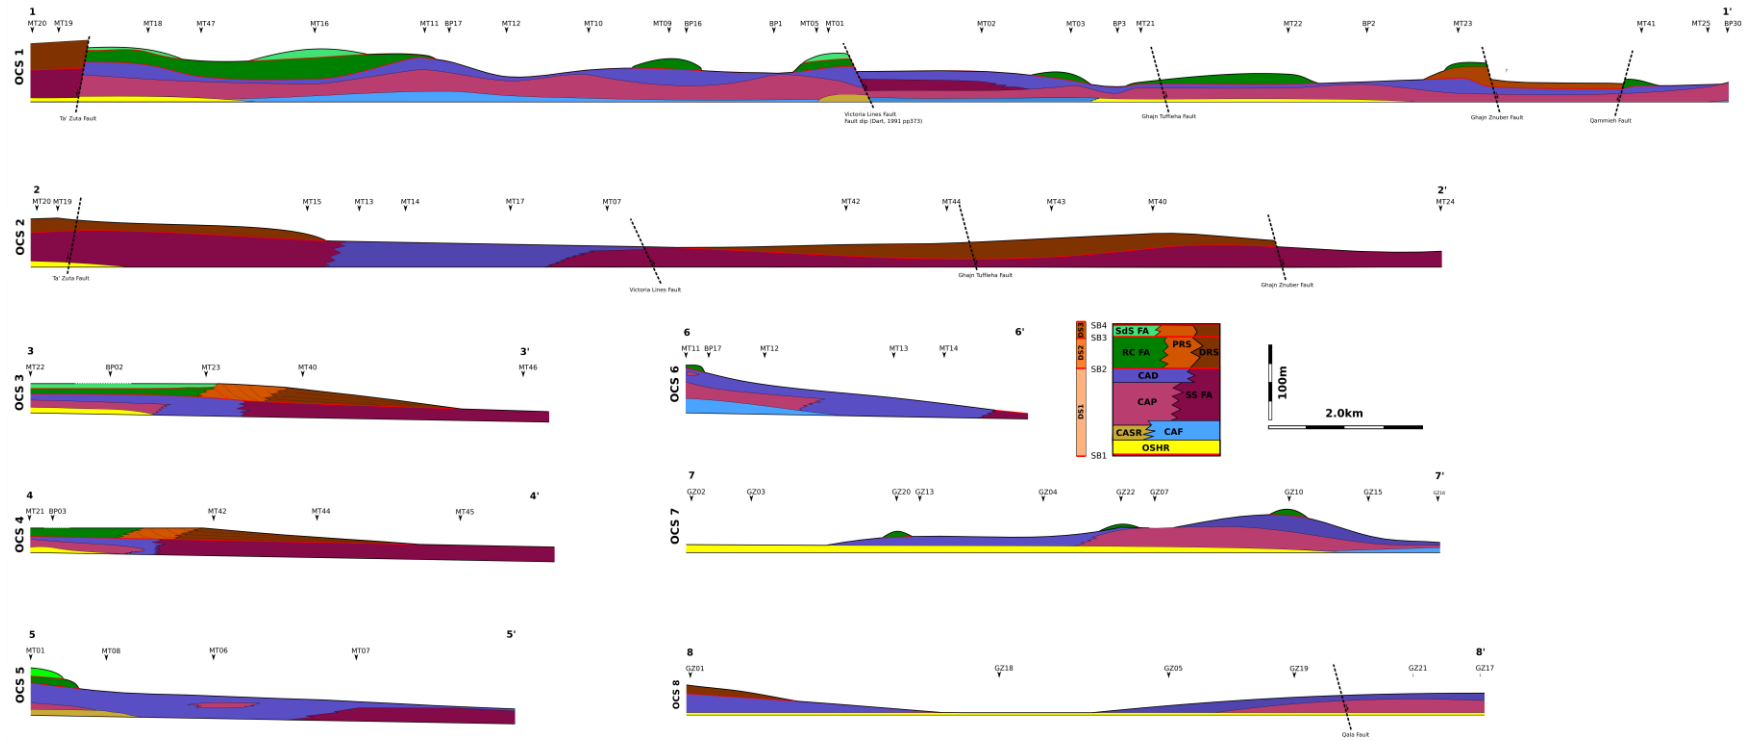 1 1'
MT20 MT19 MT18 MT47 MT16 MT11 BP17 MT12 MT10 MT09 BP16 BP1 MT05 MT01 MT02 MT03 BP3 MT21 MT22 BP2 MT23 MT41 MT25 BP30
OCS 1
?
Ta' Zuta Fault
Victoria Lines Fault
Fault dip (Dart, 1991 pp373)
Ghajn Tuffieha Fault
Ghajn Znuber Fault
Qammieh Fault
2 2'
MT20 MT19 MT15 MT13 MT14 MT17 MT07 MT42 MT44 MT43 MT40 MT24
OCS 2
Ta' Zuta Fault
Victoria Lines Fault
Ghajn Tuffieha Fault
Ghajn Znuber Fault
3 3'
MT22 BP02 MT23 MT40 MT46
OCS 3
6 6'
MT11 BP17 MT12 MT13 MT14
OCS 6
DS3
DS2
DS1
SB4
SB3
SB2
SB1
SdS FA
RC FA PRS DRS
CAD
CAP SS FA
CASR CAF
OSHR
100m
2.0km
4 4'
MT21 BP03 MT42 MT44 MT45
OCS 4
7 7'
GZ02 GZ03 GZ20 GZ13 GZ04 GZ22 GZ07 GZ10 GZ15
OCS 7
5 5'
MT01 MT08 MT06 MT07
OCS 5
8 8'
GZ01 GZ18 GZ05 GZ19 GZ21 GZ17
OCS 8
Qala Fault